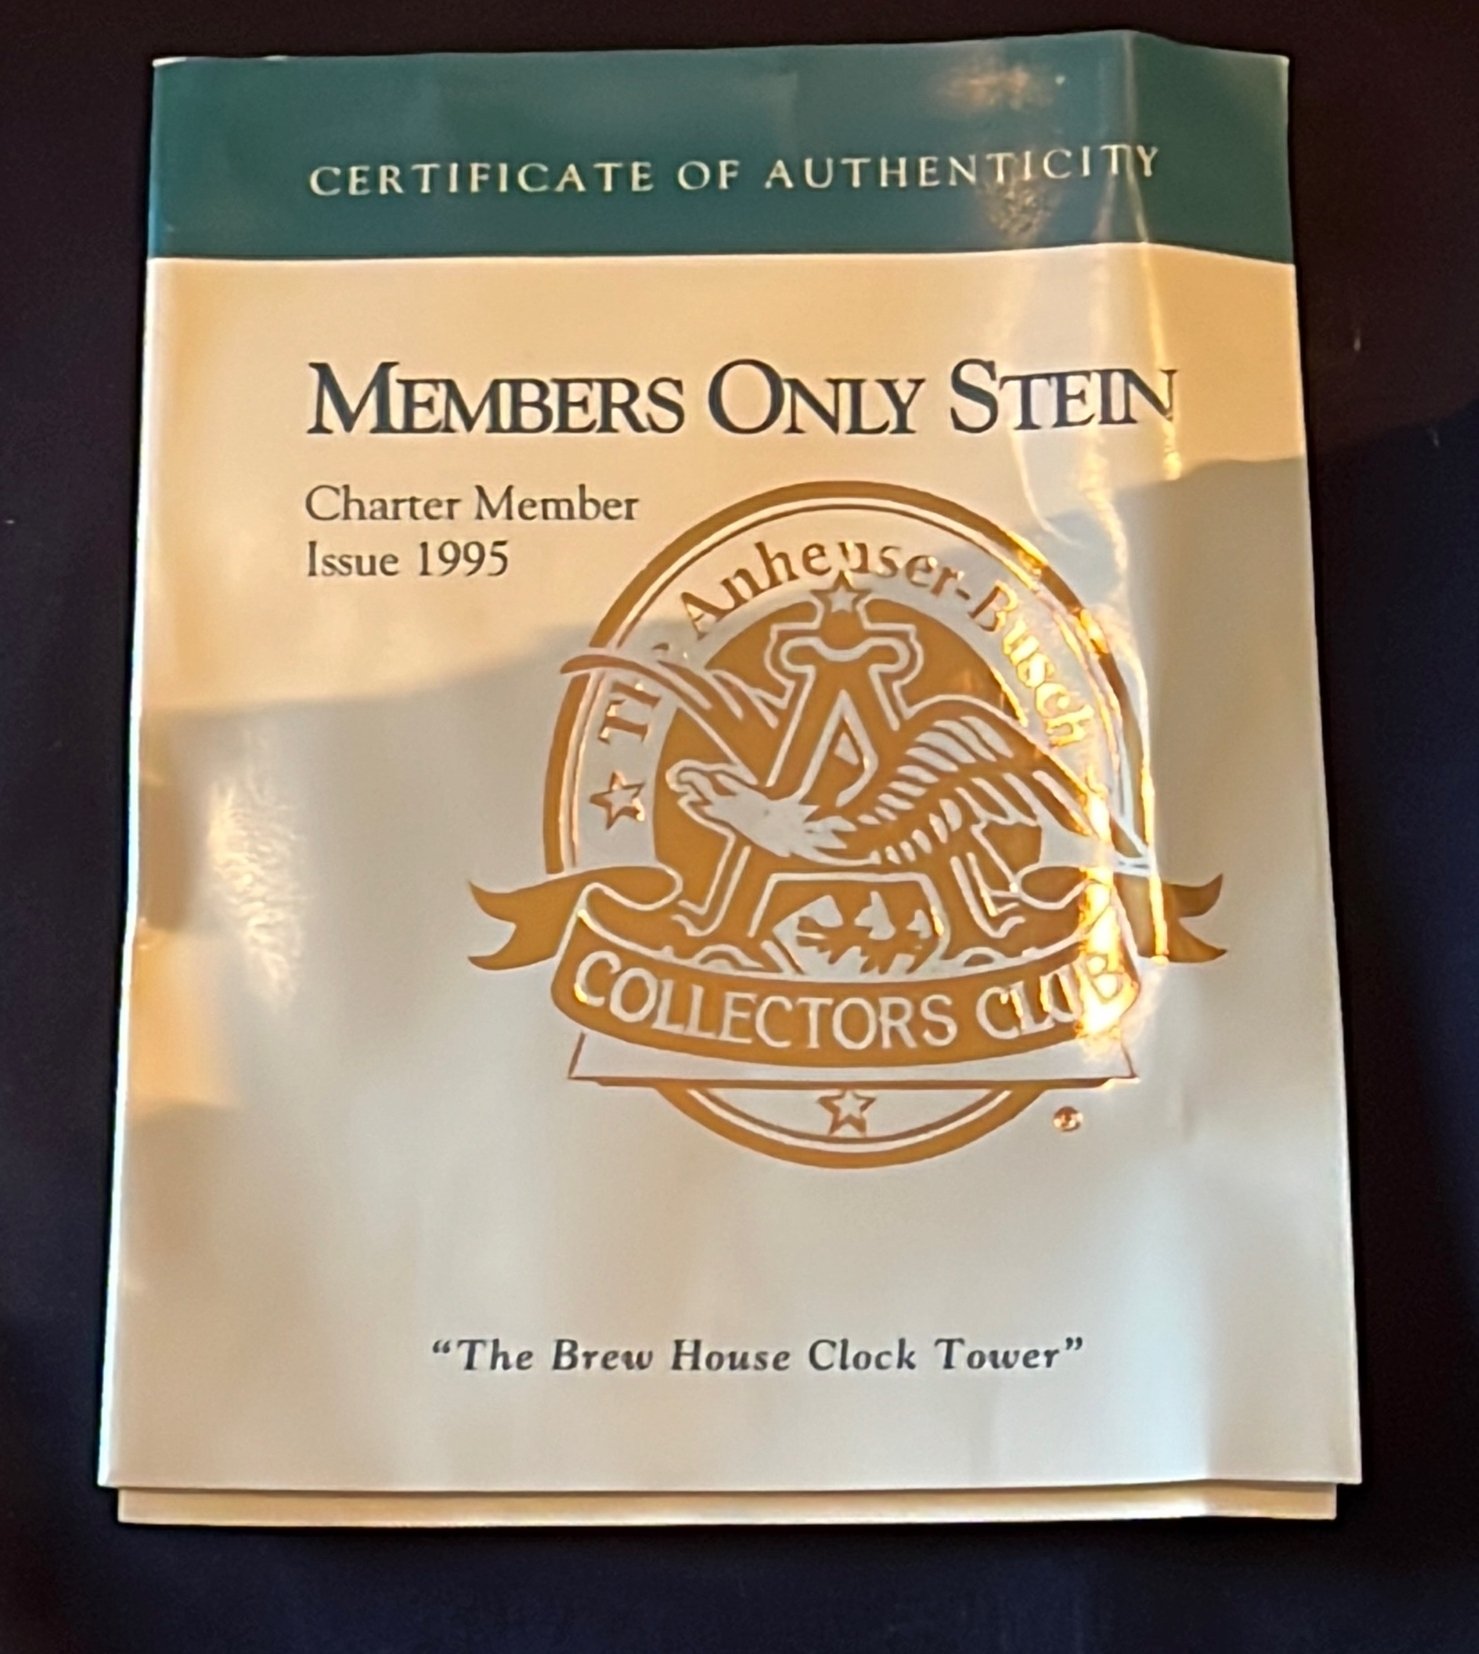 CERTIFICATE OF AUTHENTICITY
MEMBERS ONLY STEIN
Charter Member
Issue 1995
The Anheuser-Busch
COLLECTORS CLUB
"The Brew House Clock Tower"